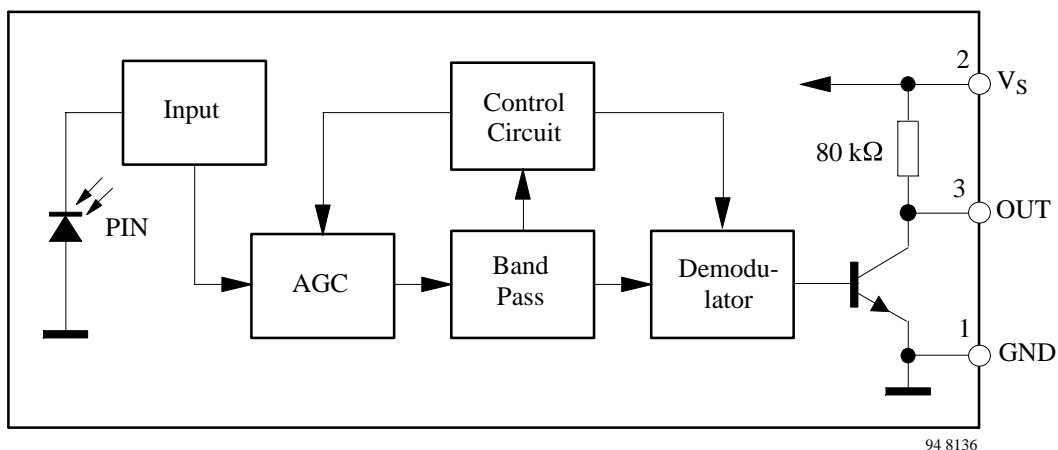 Input
PIN
AGC
Control
Circuit
Band
Pass
Demodu-
lator
80 kΩ
2
V_S
3
OUT
1
GND
94 8136